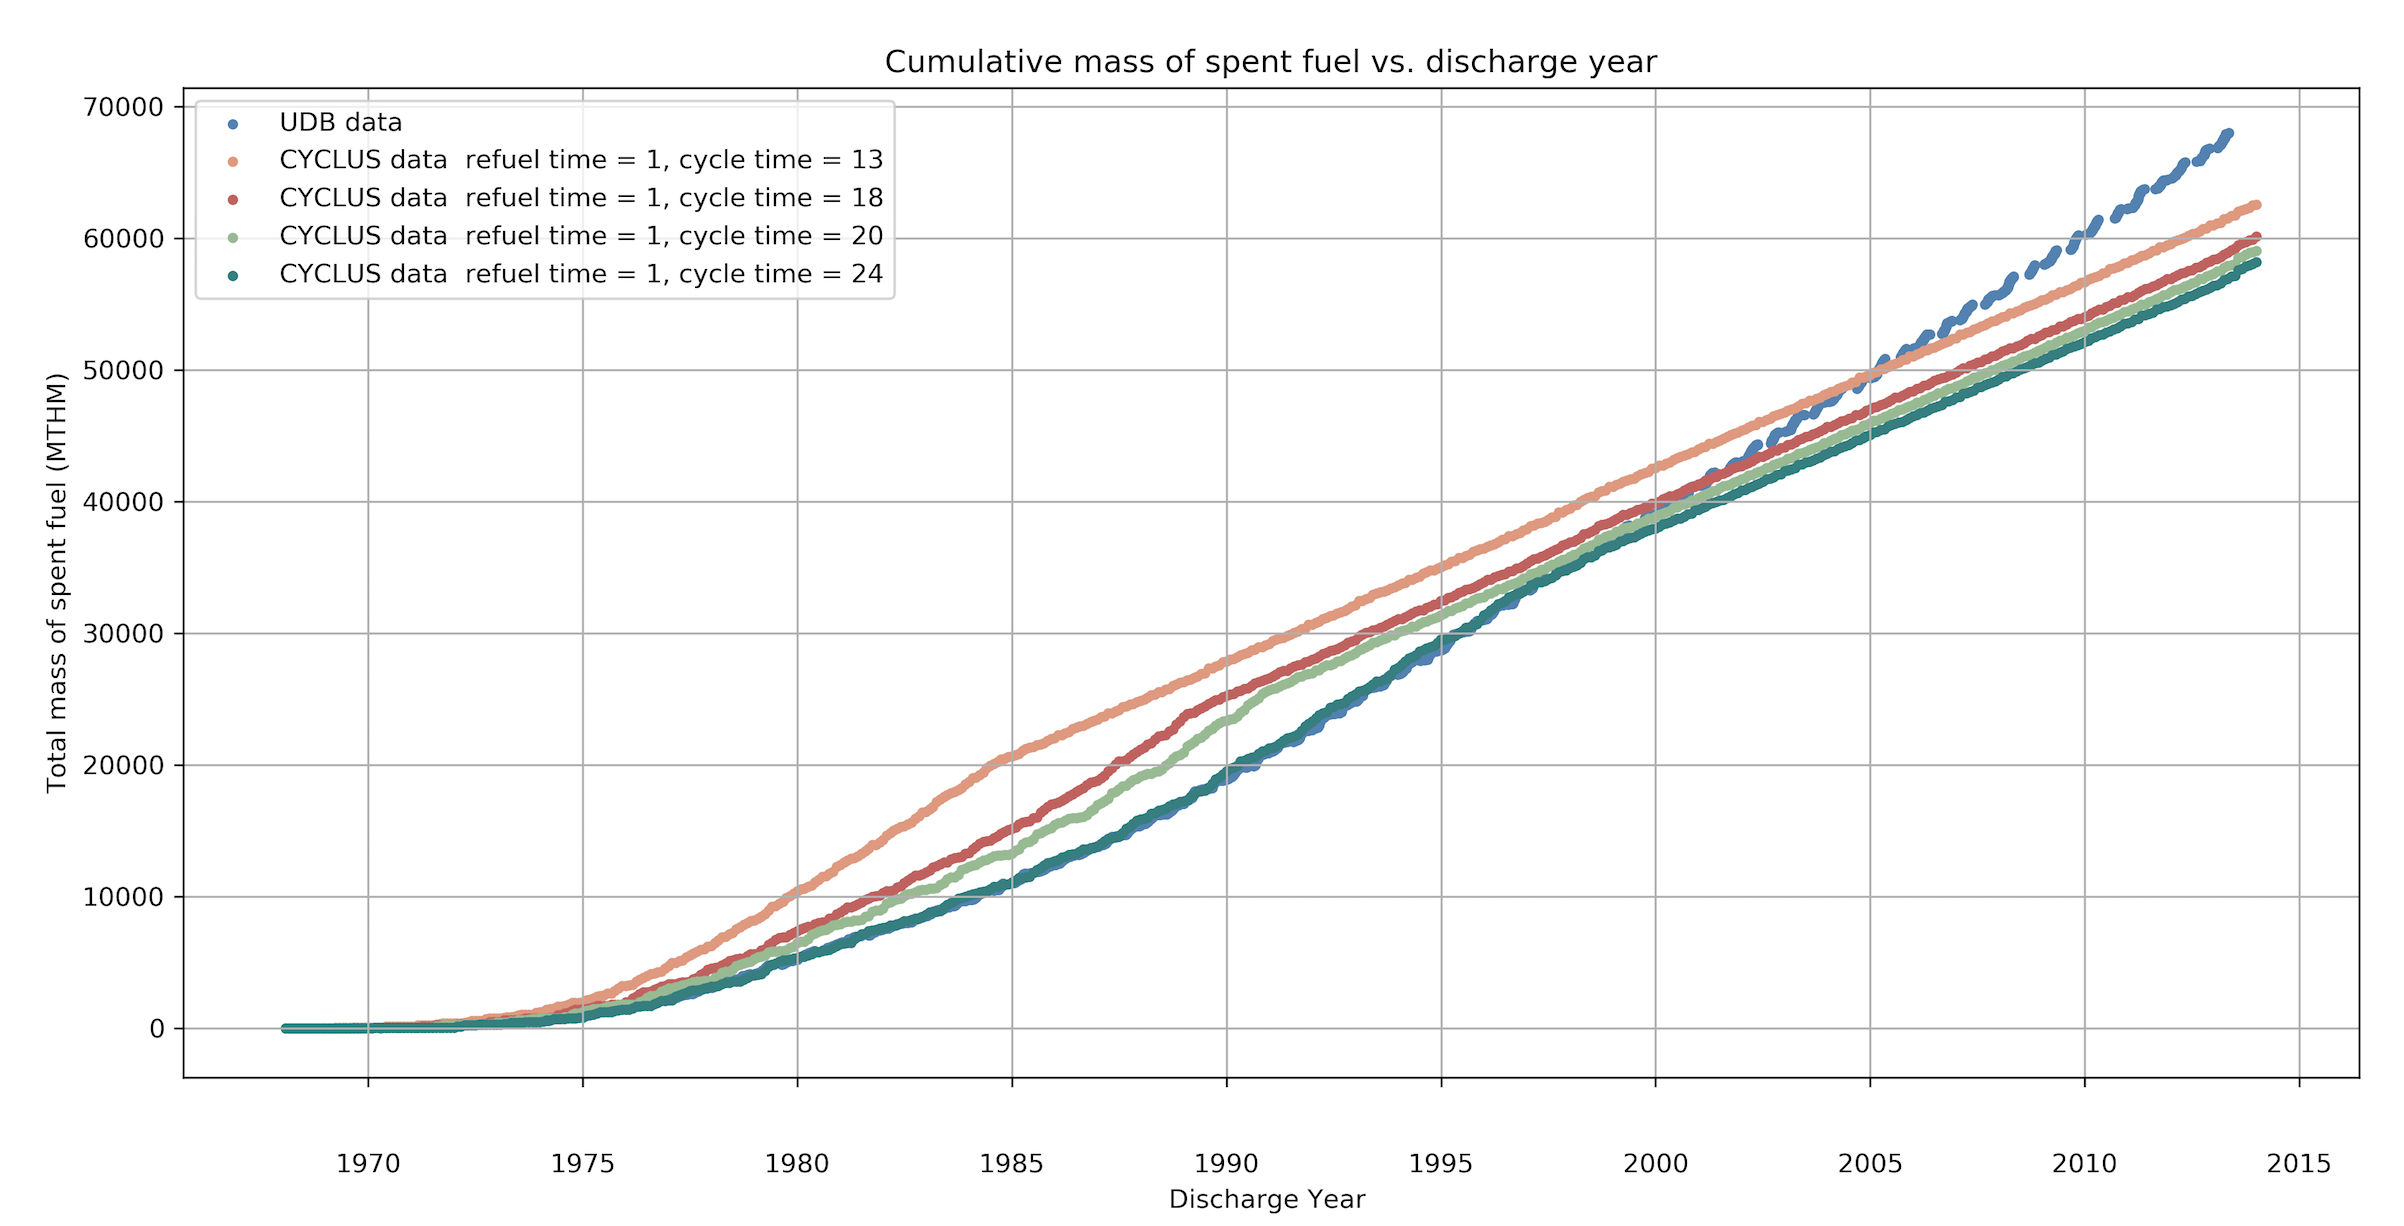 Cumulative mass of spent fuel vs. discharge year
UDB data
CYCLUS data  refuel time = 1, cycle time = 13
CYCLUS data  refuel time = 1, cycle time = 18
CYCLUS data  refuel time = 1, cycle time = 20
CYCLUS data  refuel time = 1, cycle time = 24
Total mass of spent fuel (MTHM)
70000
60000
50000
40000
30000
20000
10000
0
1970 1975 1980 1985 1990 1995 2000 2005 2010 2015
Discharge Year